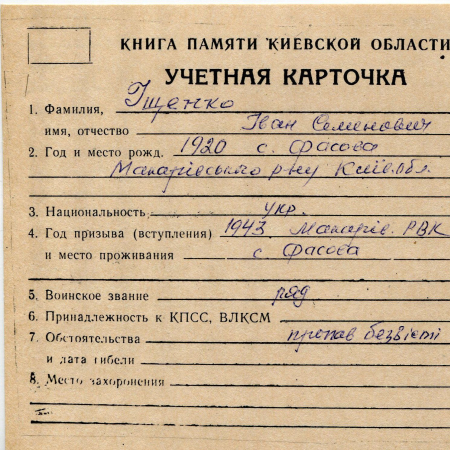 КНИГА ПАМЯТИ КИЕВСКОЙ ОБЛАСТИ
УЧЕТНАЯ КАРТОЧКА
1. Фамилия, Іщенко
имя, отчество Іван Семенович
2. Год и место рожд. 1920 с. Фасова
Макарівського р-ну Київ.обл.
3. Национальность укр.
4. Год призыва (вступления) 1943 Макарів. РВК
и место проживания с. Фасова
5. Воинское звание ряд
6. Принадлежность к КПСС, ВЛКСМ
7. Обстоятельства пропав безвісті
и дата гибели
8. Место захоронения